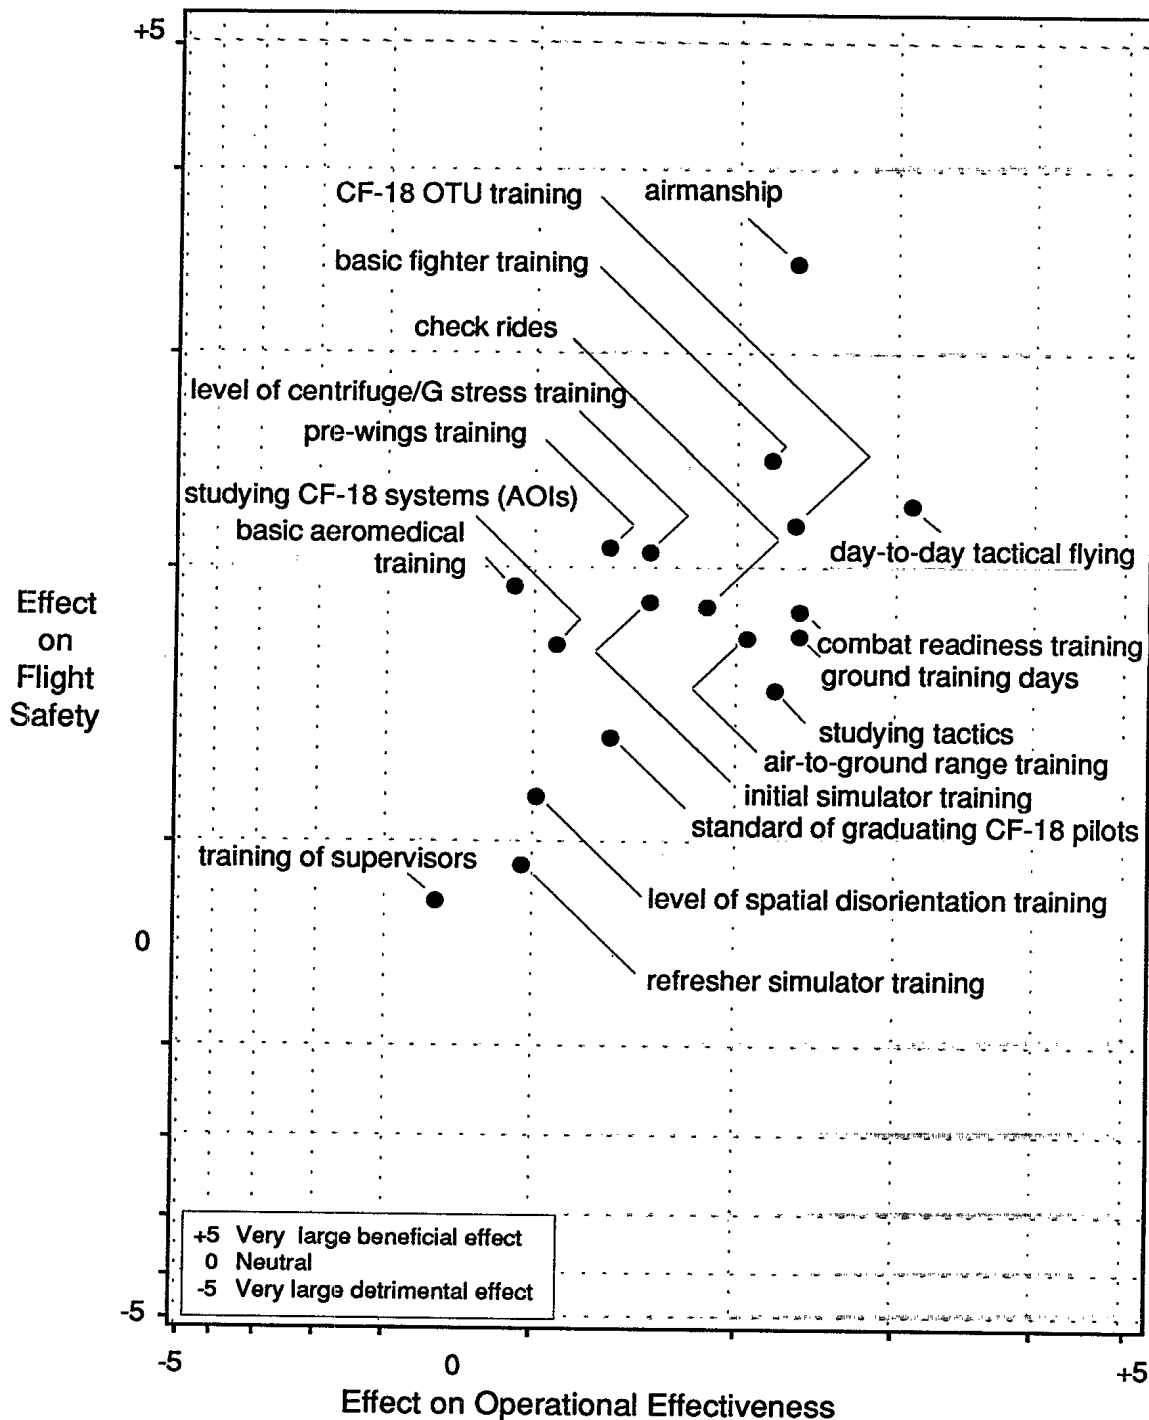 +5
CF-18 OTU training
airmanship
basic fighter training
check rides
level of centrifuge/G stress training
pre-wings training
studying CF-18 systems (AOIs)
basic aeromedical
training
day-to-day tactical flying
Effect
on
Flight
Safety
combat readiness training
ground training days
studying tactics
air-to-ground range training
initial simulator training
standard of graduating CF-18 pilots
training of supervisors
level of spatial disorientation training
0
refresher simulator training
+5 Very large beneficial effect
0 Neutral
-5 Very large detrimental effect
-5
-5
0
+5
Effect on Operational Effectiveness